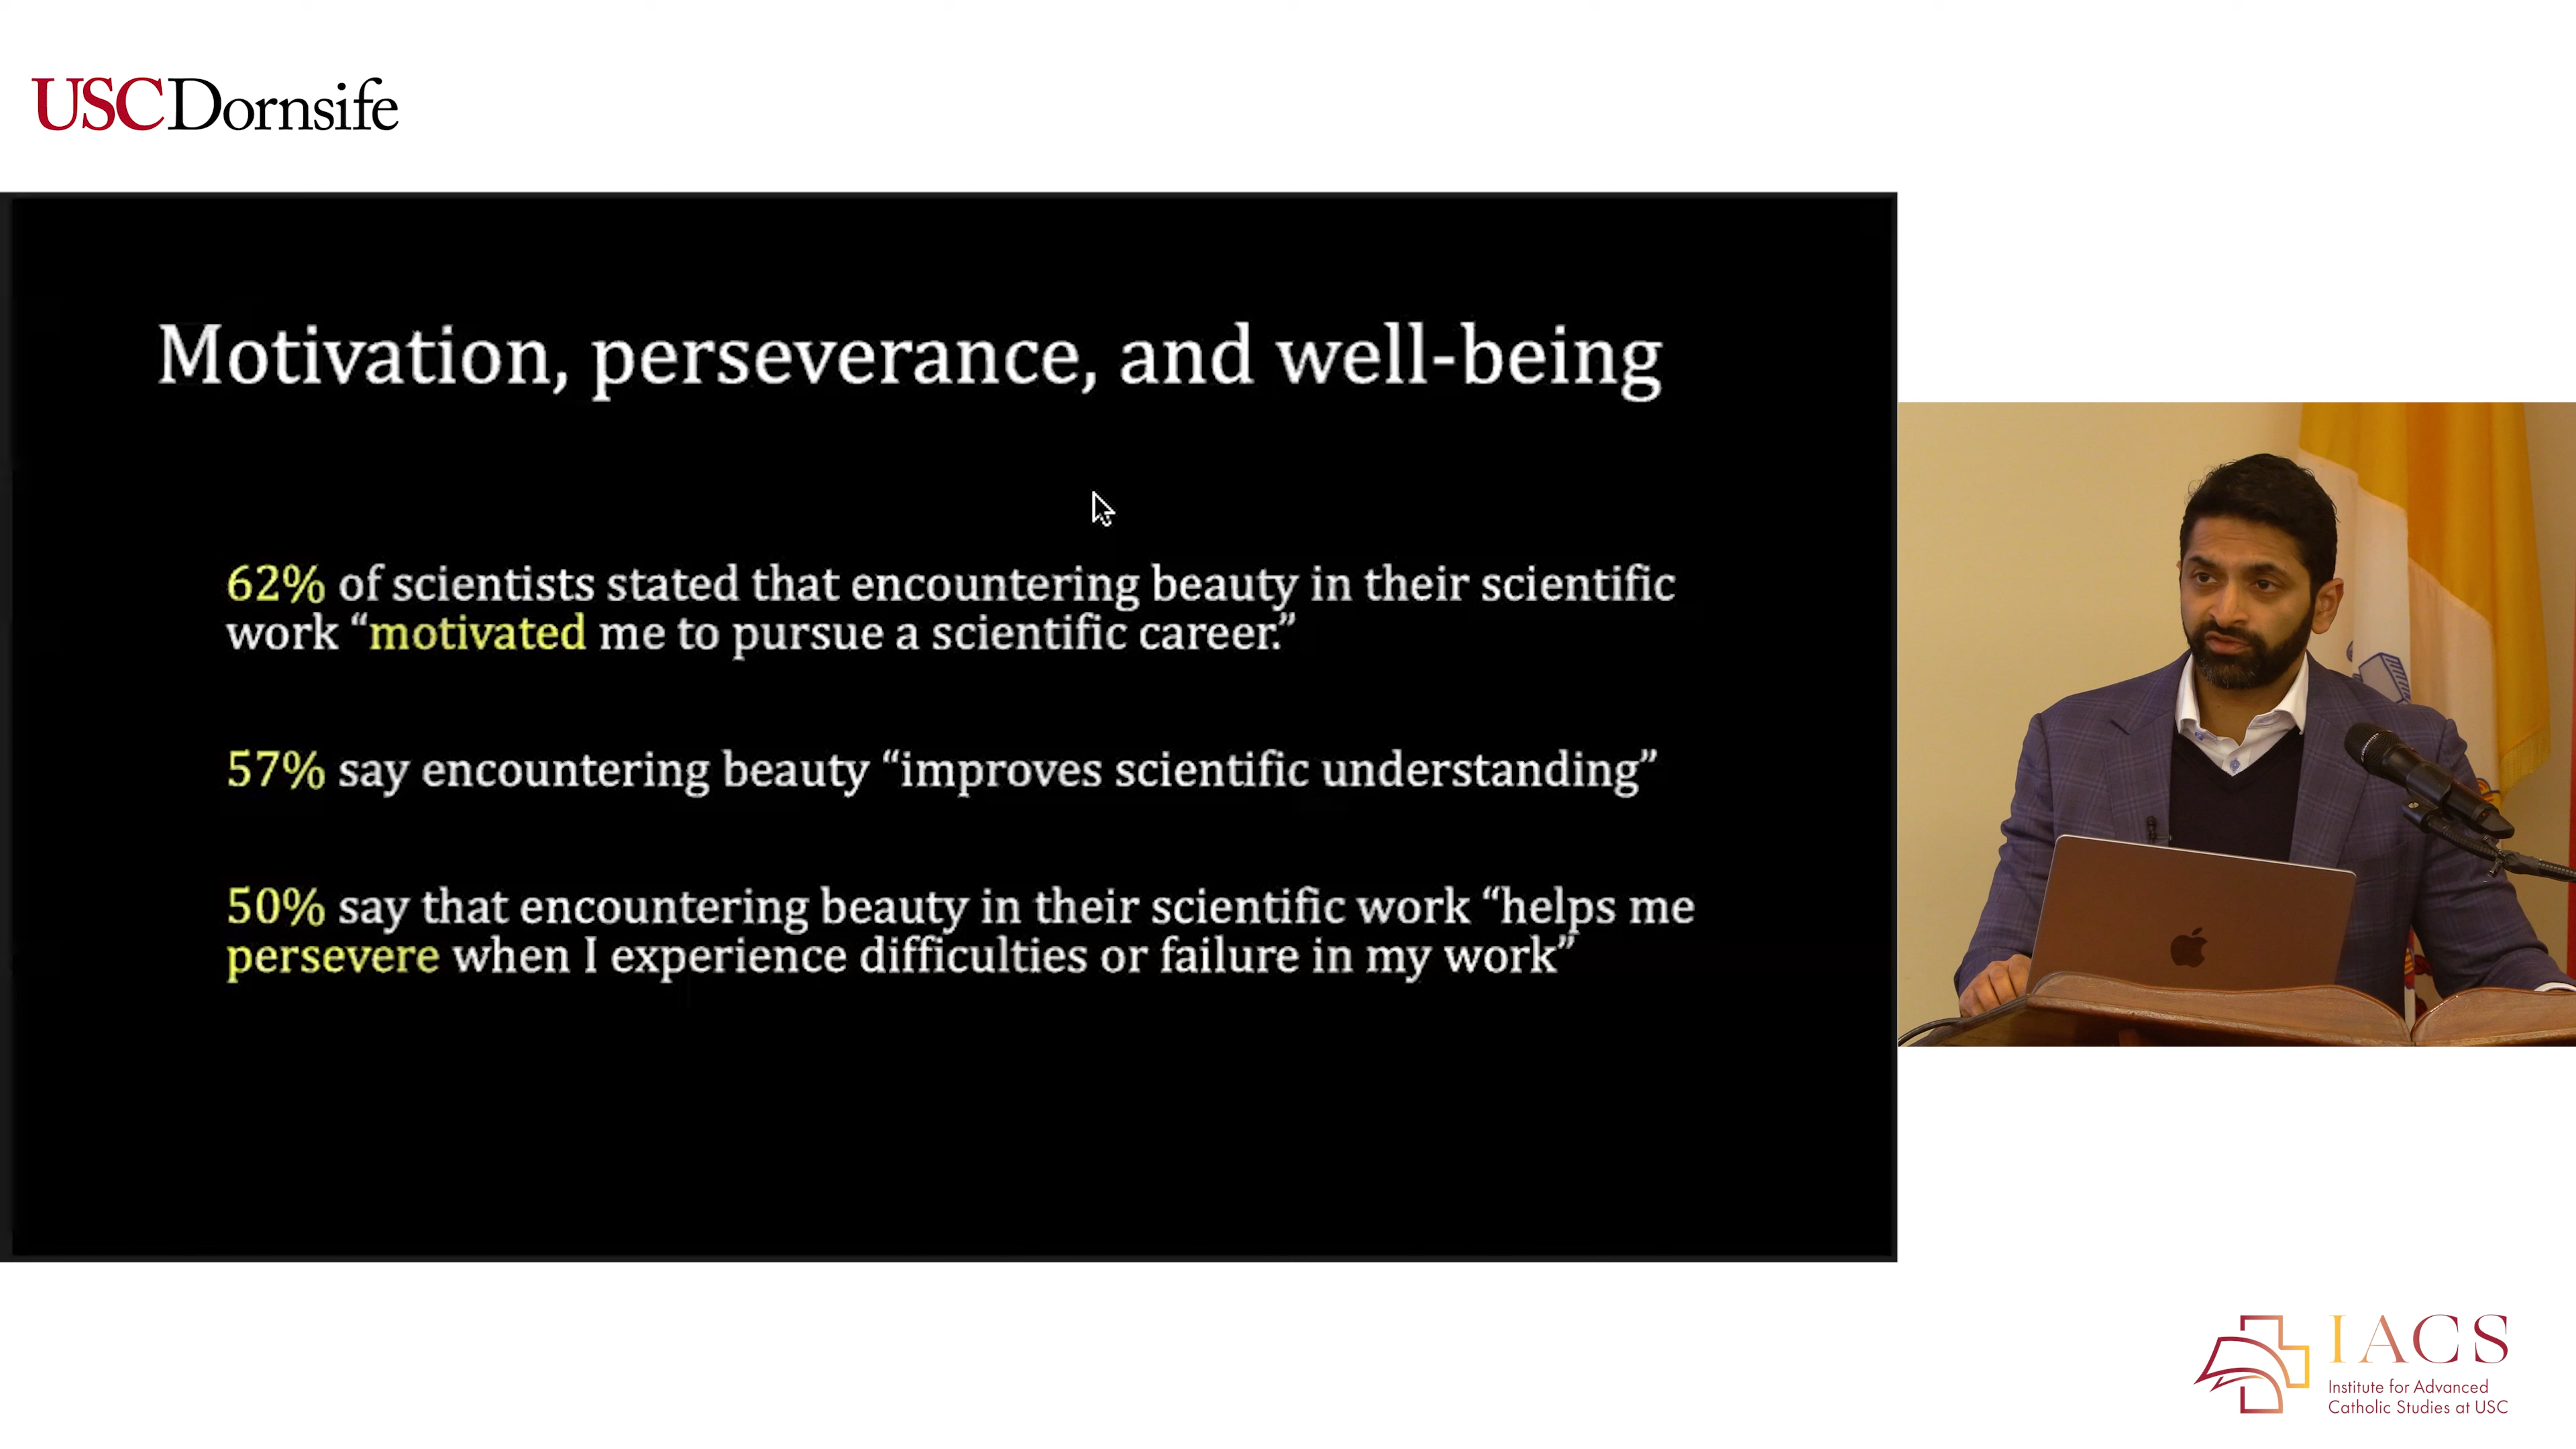 USC Dornsife
Motivation, perseverance, and well-being
62% of scientists stated that encountering beauty in their scientific
work “motivated me to pursue a scientific career.”
57% say encountering beauty “improves scientific understanding”
50% say that encountering beauty in their scientific work “helps me
persevere when I experience difficulties or failure in my work”
IACS
Institute for Advanced
Catholic Studies at USC